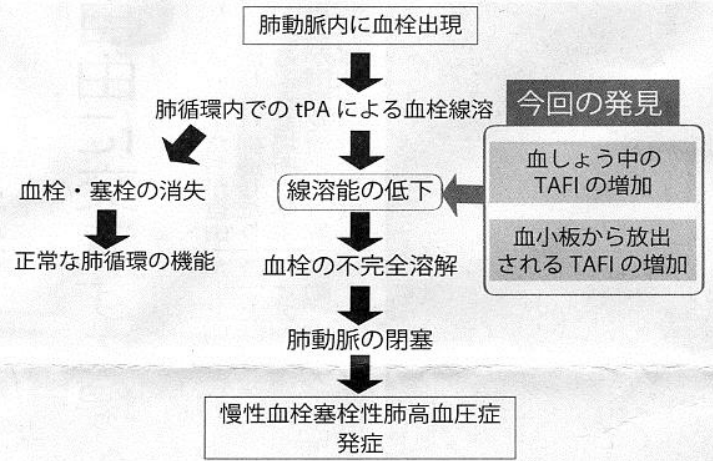 肺動脈内に血栓出現
肺循環内での tPA による血栓線溶
今回の発見
血しょう中の
TAFI の増加
血栓・塞栓の消失
線溶能の低下
正常な肺循環の機能
血小板から放出
される TAFI の増加
血栓の不完全溶解
肺動脈の閉塞
慢性血栓塞栓性肺高血圧症
発症